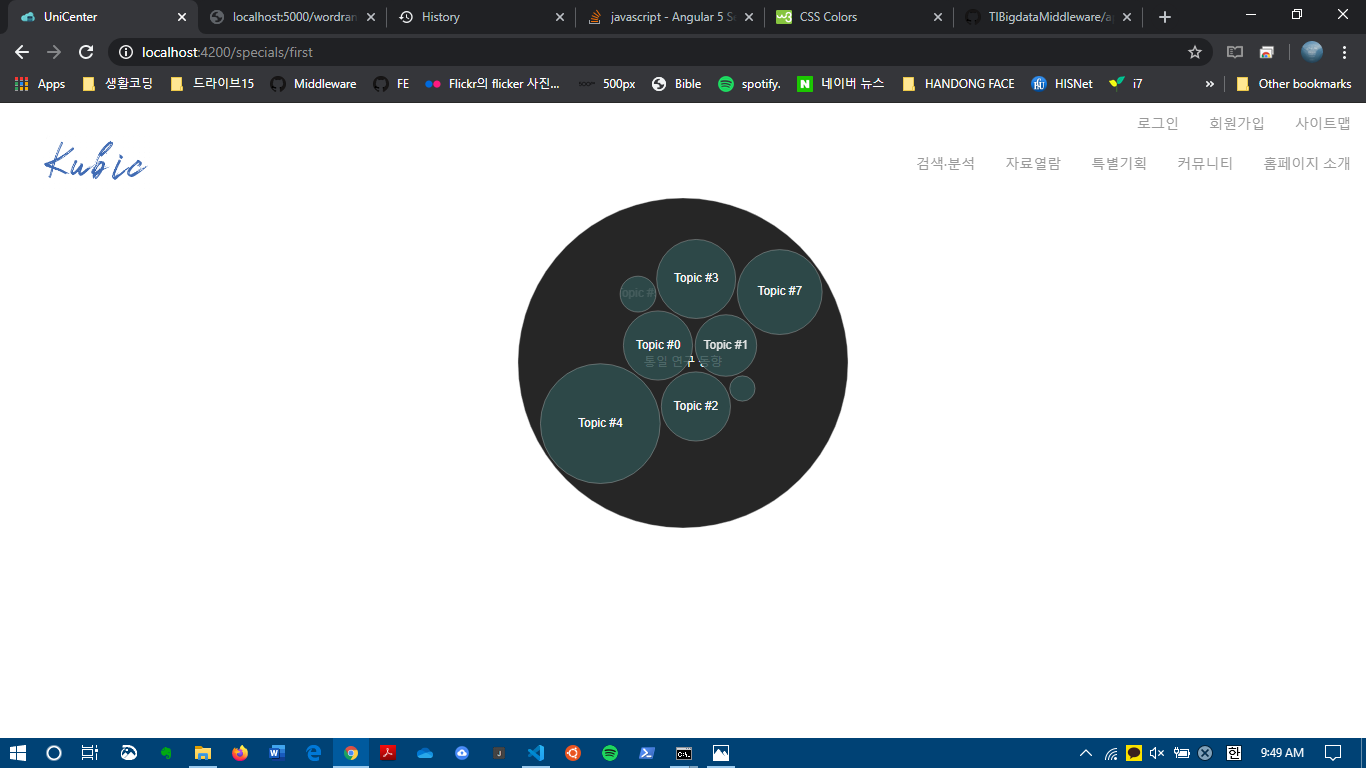 UniCenter
localhost:5000/wordran
History
javascript - Angular 5 Se
CSS Colors
TIBigdataMiddleware/ap
localhost:4200/specials/first
Apps 생활코딩 드라이브15 Middleware FE Flickr의 flicker 사진... 500px Bible spotify. 네이버 뉴스 HANDONG FACE HISNet i7 » Other bookmarks
로그인 회원가입 사이트맵
Kubic
검색·분석 자료열람 특별기획 커뮤니티 홈페이지 소개
Topic #3
Topic #7
opic #
Topic #0
Topic #1
통일 연구 동향
Topic #2
Topic #4
9:49 AM